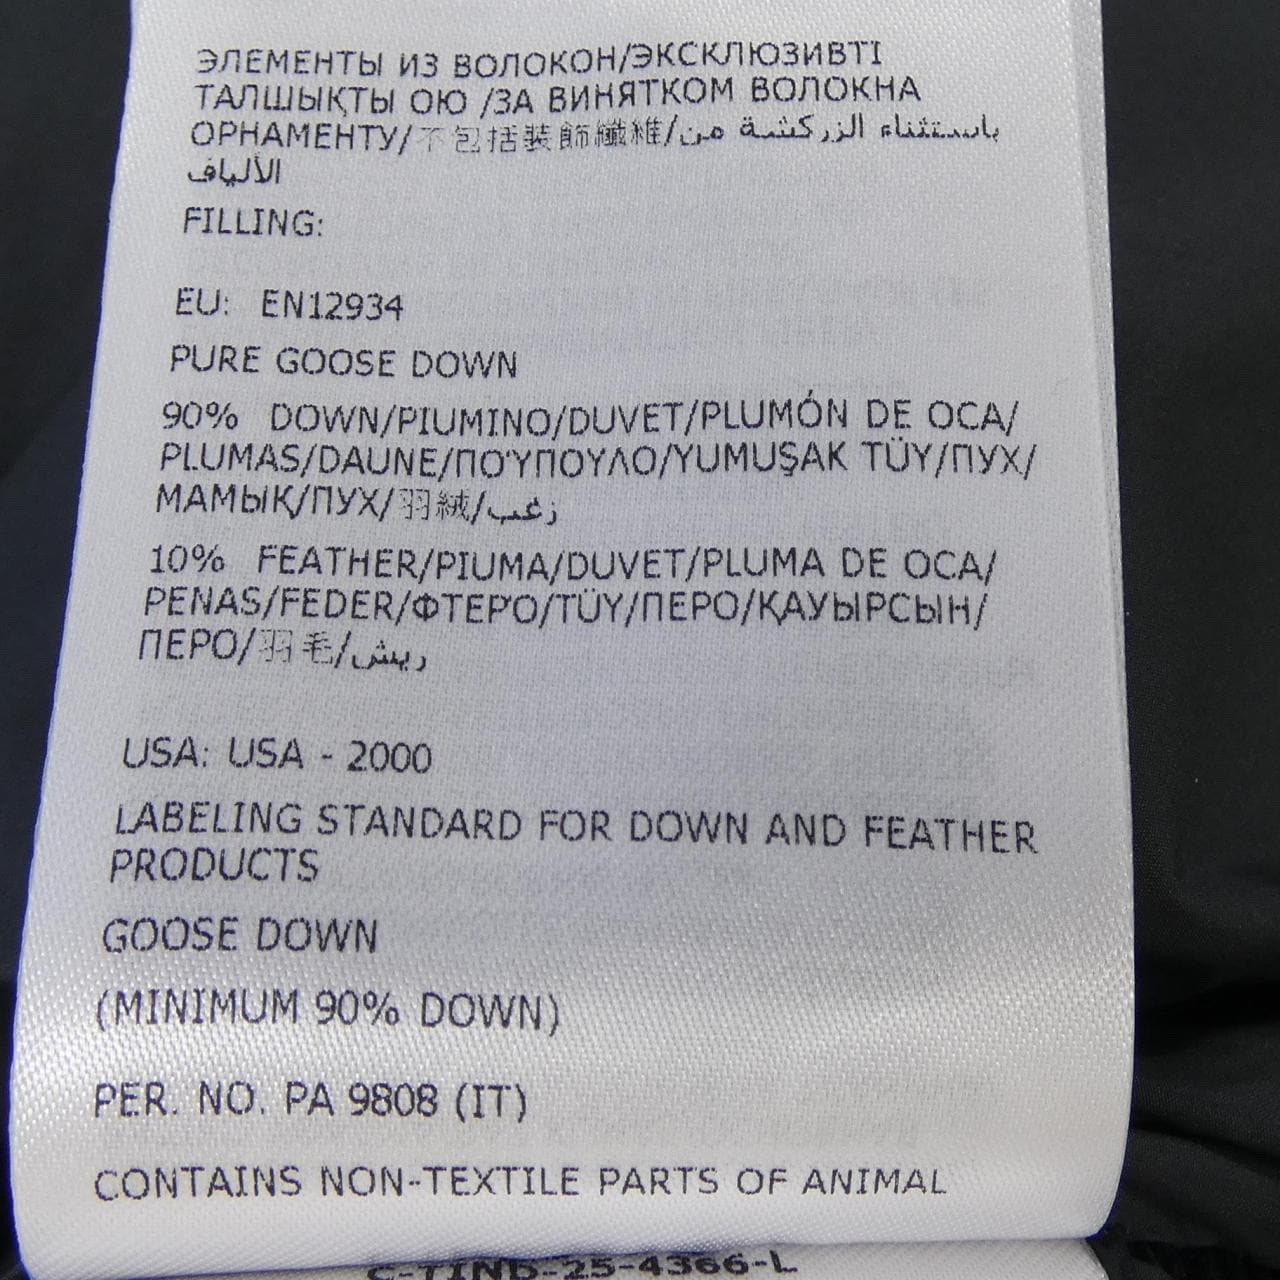 ЭЛЕМЕНТЫ ИЗ ВОЛОКОН/ЭКСКЛЮЗИВТІ
ТАЛШЫҚТЫ ОЮ /ЗА ВИНЯТКОМ ВОЛОКНА
ОРНАМЕНТУ/不包括裝飾纖維/باستثناء الزركشة من
الألياف
FILLING:
EU: EN12934
PURE GOOSE DOWN
90% DOWN/PIUMINO/DUVET/PLUMÓN DE OCA/
PLUMAS/DAUNE/ΠΟΎΠΟΥΛΟ/YUMUŞAK TÜY/ПУХ/
МАМЫҚ/ПУХ/羽絨/زغب
10% FEATHER/PIUMA/DUVET/PLUMA DE OCA/
PENAS/FEDER/ΦΤΕΡΌ/TÜY/ПЕРО/ҚАУЫРСЫН/
ПЕРО/羽毛/ريش
USA: USA - 2000
LABELING STANDARD FOR DOWN AND FEATHER
PRODUCTS
GOOSE DOWN
(MINIMUM 90% DOWN)
PER. NO. PA 9808 (IT)
CONTAINS NON-TEXTILE PARTS OF ANIMAL
C-TIND-25-4366-L